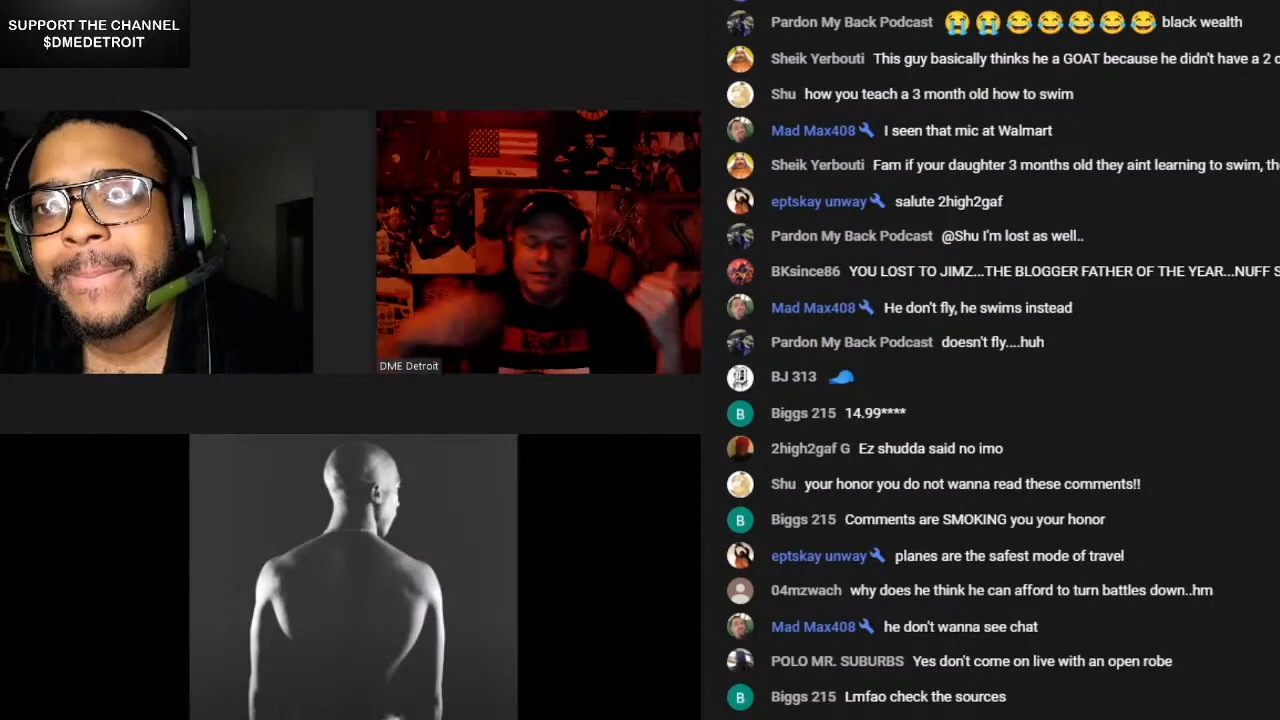 SUPPORT THE CHANNEL
$DMEDETROIT
DME Detroit
Pardon My Back Podcast 😭😭😂😂😂😂😂 black wealth
Sheik Yerbouti This guy basically thinks he a GOAT because he didn't have a 2
Shu how you teach a 3 month old how to swim
Mad Max408 I seen that mic at Walmart
Sheik Yerbouti Fam if your daughter 3 months old they aint learning to swim,
eptskay unway salute 2high2gaf
Pardon My Back Podcast @Shu I'm lost as well..
BKsince86 YOU LOST TO JIMZ...THE BLOGGER FATHER OF THE YEAR...NUFF
Mad Max408 He don't fly, he swims instead
Pardon My Back Podcast doesn't fly....huh
BJ 313 🧢
B Biggs 215 14.99****
2high2gaf G Ez shudda said no imo
Shu your honor you do not wanna read these comments!!
B Biggs 215 Comments are SMOKING you your honor
eptskay unway planes are the safest mode of travel
04mzwach why does he think he can afford to turn battles down..hm
Mad Max408 he don't wanna see chat
POLO MR. SUBURBS Yes don't come on live with an open robe
B Biggs 215 Lmfao check the sources